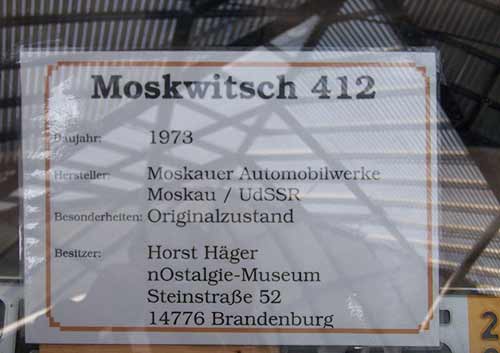 Moskwitsch 412
Baujahr: 1973
Hersteller: Moskauer Automobilwerke
Moskau / UdSSR
Besonderheiten: Originalzustand
Besitzer: Horst Häger
nOstalgie-Museum
Steinstraße 52
14776 Brandenburg
2